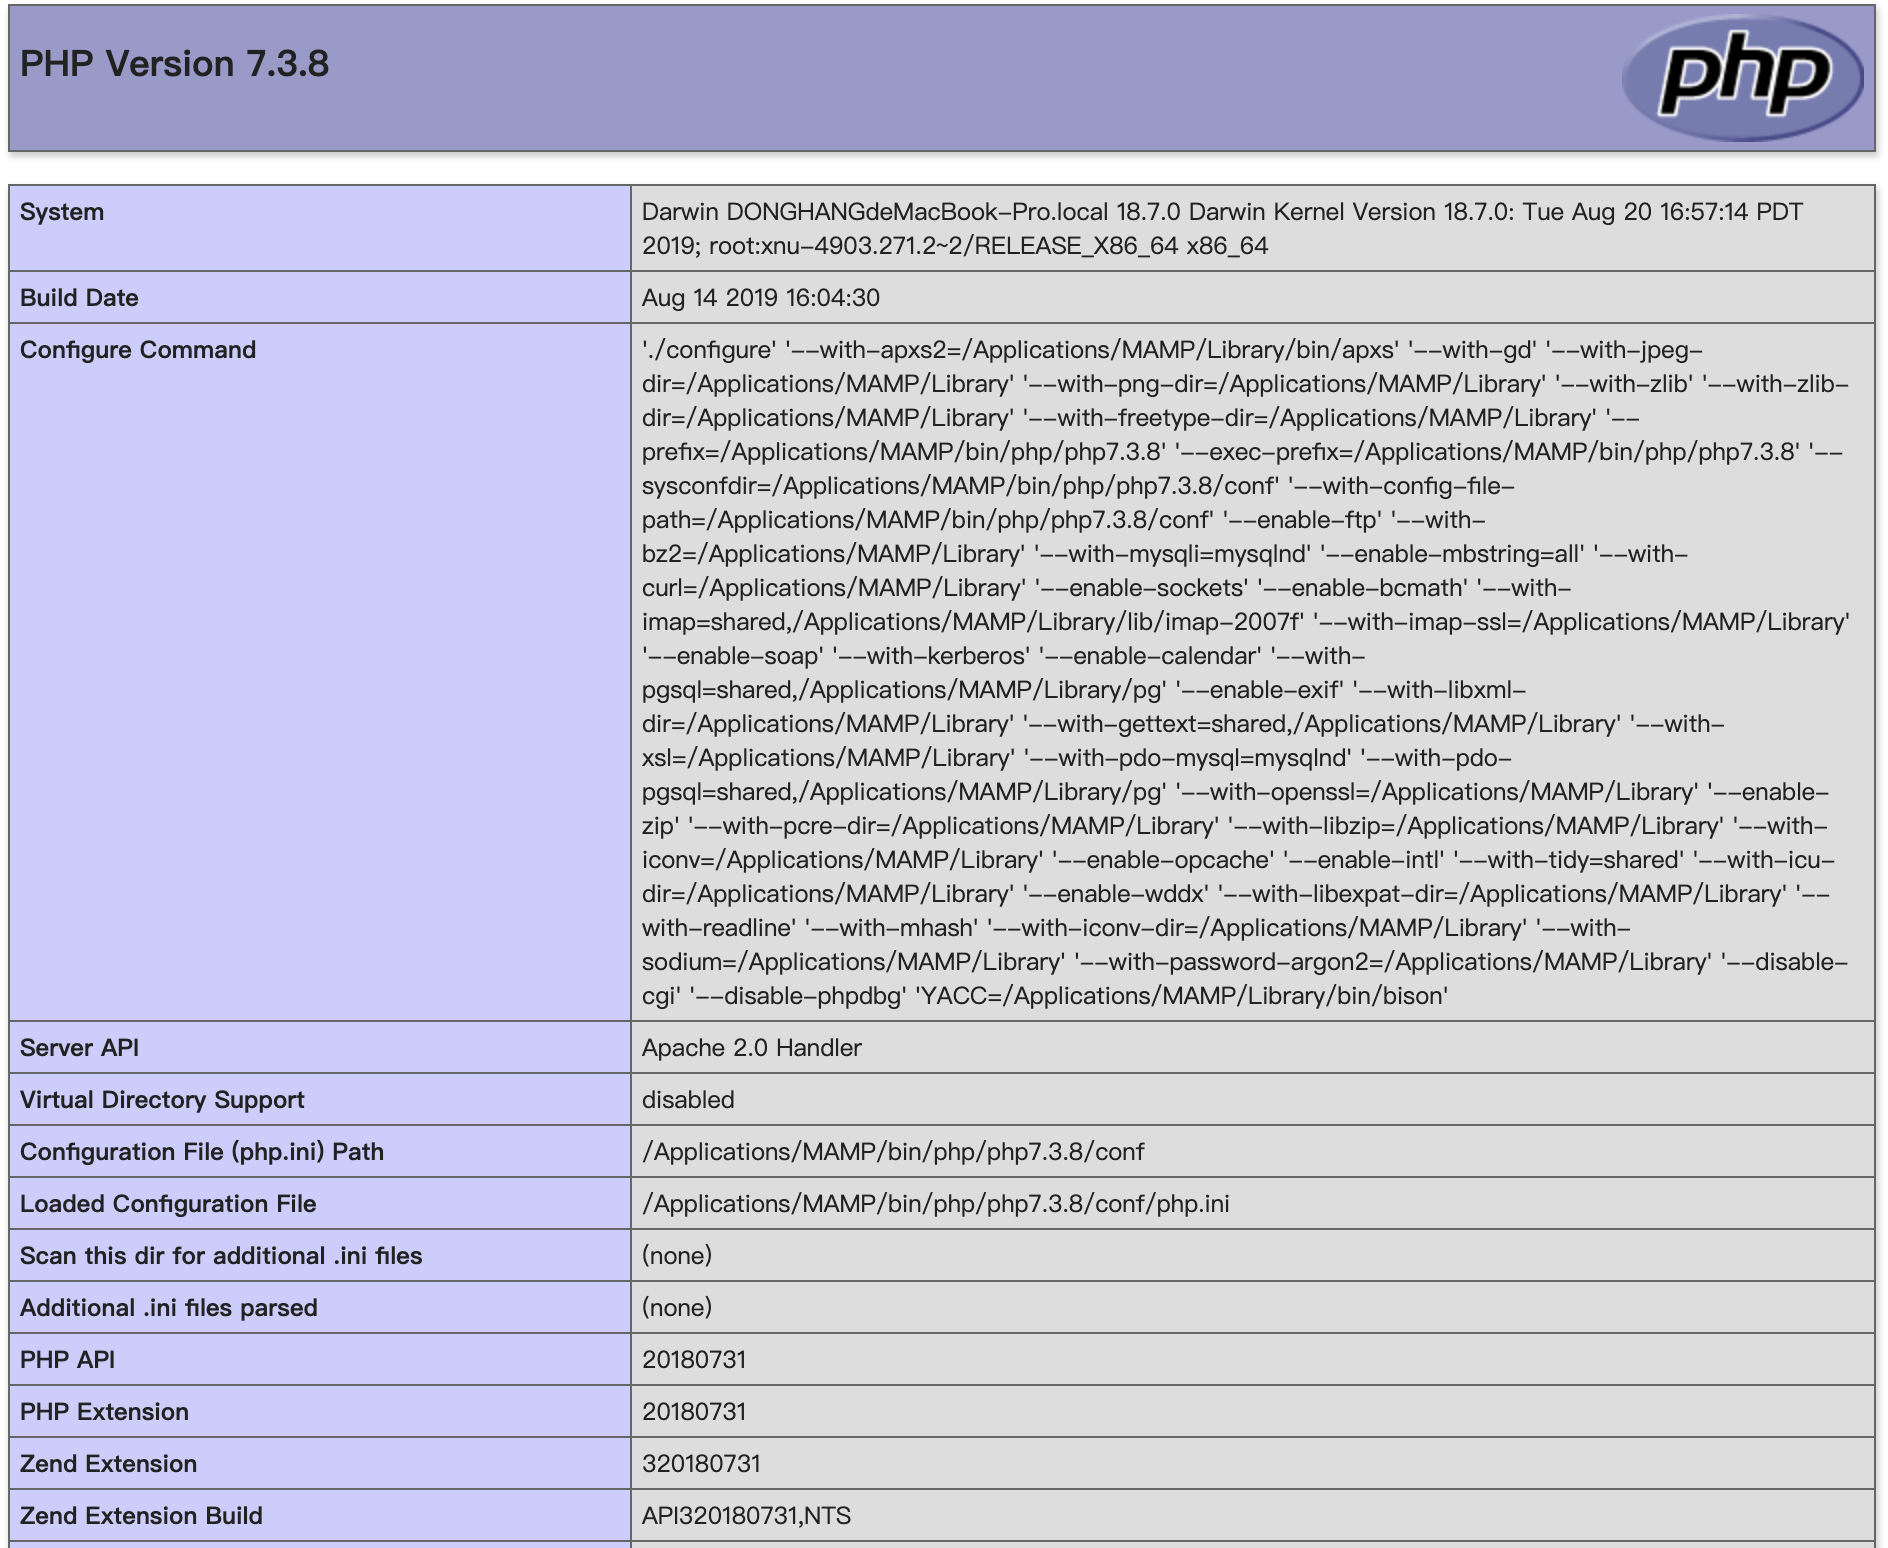 PHP Version 7.3.8
php
System
Darwin DONGHANGdeMacBook-Pro.local 18.7.0 Darwin Kernel Version 18.7.0: Tue Aug 20 16:57:14 PDT
2019; root:xnu-4903.271.2~2/RELEASE_X86_64 x86_64
Build Date
Aug 14 2019 16:04:30
Configure Command
'./configure' '--with-apxs2=/Applications/MAMP/Library/bin/apxs' '--with-gd' '--with-jpeg-
dir=/Applications/MAMP/Library' '--with-png-dir=/Applications/MAMP/Library' '--with-zlib' '--with-zlib-
dir=/Applications/MAMP/Library' '--with-freetype-dir=/Applications/MAMP/Library' '--
prefix=/Applications/MAMP/bin/php/php7.3.8' '--exec-prefix=/Applications/MAMP/bin/php/php7.3.8' '--
sysconfdir=/Applications/MAMP/bin/php/php7.3.8/conf' '--with-config-file-
path=/Applications/MAMP/bin/php/php7.3.8/conf' '--enable-ftp' '--with-
bz2=/Applications/MAMP/Library' '--with-mysqli=mysqlnd' '--enable-mbstring=all' '--with-
curl=/Applications/MAMP/Library' '--enable-sockets' '--enable-bcmath' '--with-
imap=shared,/Applications/MAMP/Library/lib/imap-2007f' '--with-imap-ssl=/Applications/MAMP/Library'
'--enable-soap' '--with-kerberos' '--enable-calendar' '--with-
pgsql=shared,/Applications/MAMP/Library/pg' '--enable-exif' '--with-libxml-
dir=/Applications/MAMP/Library' '--with-gettext=shared,/Applications/MAMP/Library' '--with-
xsl=/Applications/MAMP/Library' '--with-pdo-mysql=mysqlnd' '--with-pdo-
pgsql=shared,/Applications/MAMP/Library/pg' '--with-openssl=/Applications/MAMP/Library' '--enable-
zip' '--with-pcre-dir=/Applications/MAMP/Library' '--with-libzip=/Applications/MAMP/Library' '--with-
iconv=/Applications/MAMP/Library' '--enable-opcache' '--enable-intl' '--with-tidy=shared' '--with-icu-
dir=/Applications/MAMP/Library' '--enable-wddx' '--with-libexpat-dir=/Applications/MAMP/Library' '--
with-readline' '--with-mhash' '--with-iconv-dir=/Applications/MAMP/Library' '--with-
sodium=/Applications/MAMP/Library' '--with-password-argon2=/Applications/MAMP/Library' '--disable-
cgi' '--disable-phpdbg' 'YACC=/Applications/MAMP/Library/bin/bison'
Server API
Apache 2.0 Handler
Virtual Directory Support
disabled
Configuration File (php.ini) Path
/Applications/MAMP/bin/php/php7.3.8/conf
Loaded Configuration File
/Applications/MAMP/bin/php/php7.3.8/conf/php.ini
Scan this dir for additional .ini files
(none)
Additional .ini files parsed
(none)
PHP API
20180731
PHP Extension
20180731
Zend Extension
320180731
Zend Extension Build
API320180731,NTS